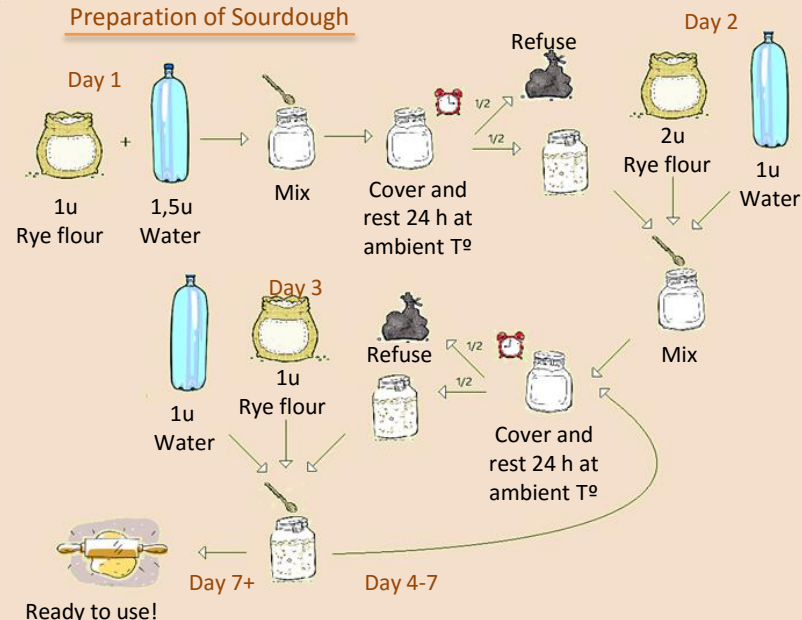 Preparation of Sourdough
Day 1
1u
Rye flour
+
1,5u
Water
Mix
Cover and
rest 24 h at
ambient Tº
1/2
Refuse
1/2
Day 2
2u
Rye flour
1u
Water
Mix
Cover and
rest 24 h at
ambient Tº
1/2
Refuse
1/2
Day 3
1u
Rye flour
1u
Water
Day 4-7
Day 7+
Ready to use!